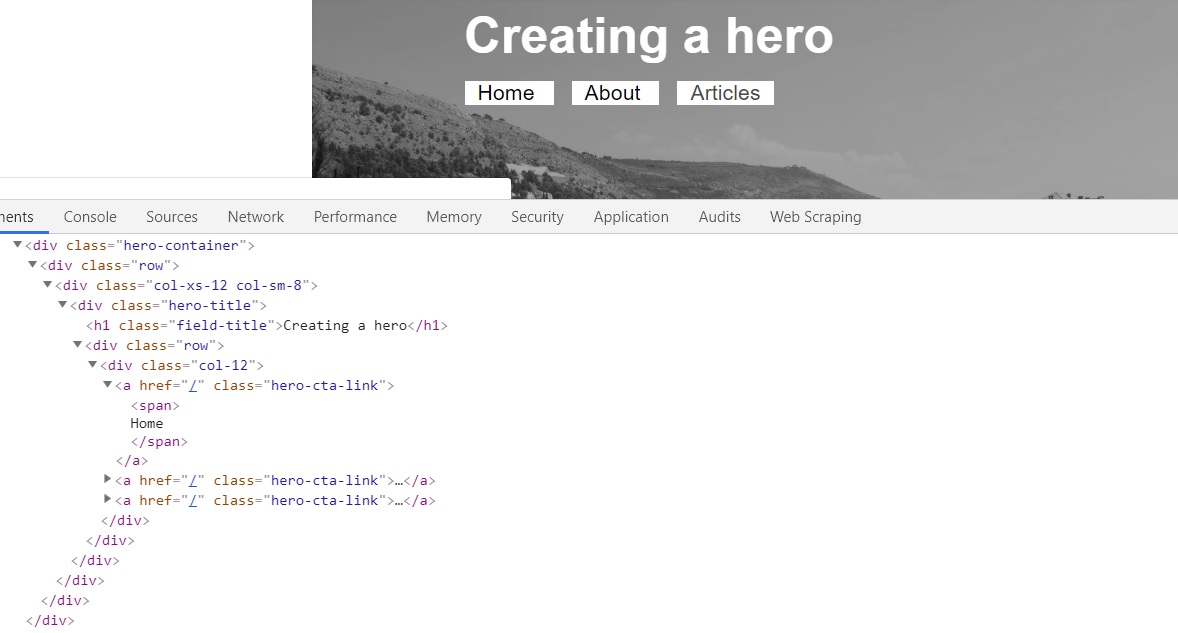 Creating a hero
Home About Articles
nents Console Sources Network Performance Memory Security Application Audits Web Scraping
▼<div class="hero-container">
▼<div class="row">
▼<div class="col-xs-12 col-sm-8">
▼<div class="hero-title">
<h1 class="field-title">Creating a hero</h1>
▼<div class="row">
▼<div class="col-12">
▼<a href="/" class="hero-cta-link">
<span>
Home
</span>
</a>
▶<a href="/" class="hero-cta-link">…</a>
▶<a href="/" class="hero-cta-link">…</a>
</div>
</div>
</div>
</div>
</div>
</div>